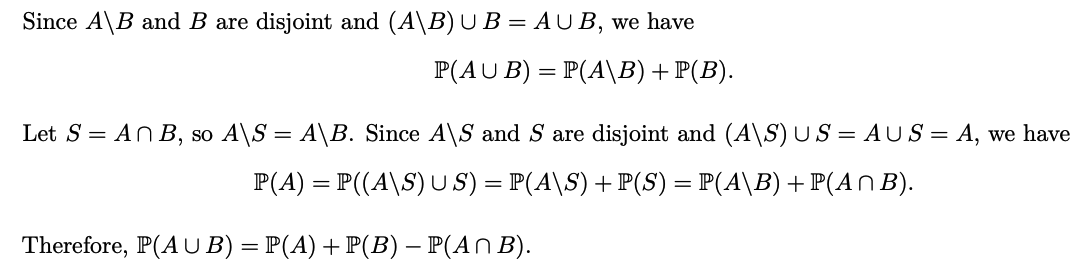 Since A\B and B are disjoint and (A\B) ∪ B = A ∪ B, we have
ℙ(A ∪ B) = ℙ(A\B) + ℙ(B).
Let S = A ∩ B, so A\S = A\B. Since A\S and S are disjoint and (A\S) ∪ S = A ∪ S = A, we have
ℙ(A) = ℙ((A\S) ∪ S) = ℙ(A\S) + ℙ(S) = ℙ(A\B) + ℙ(A ∩ B).
Therefore, ℙ(A ∪ B) = ℙ(A) + ℙ(B) − ℙ(A ∩ B).